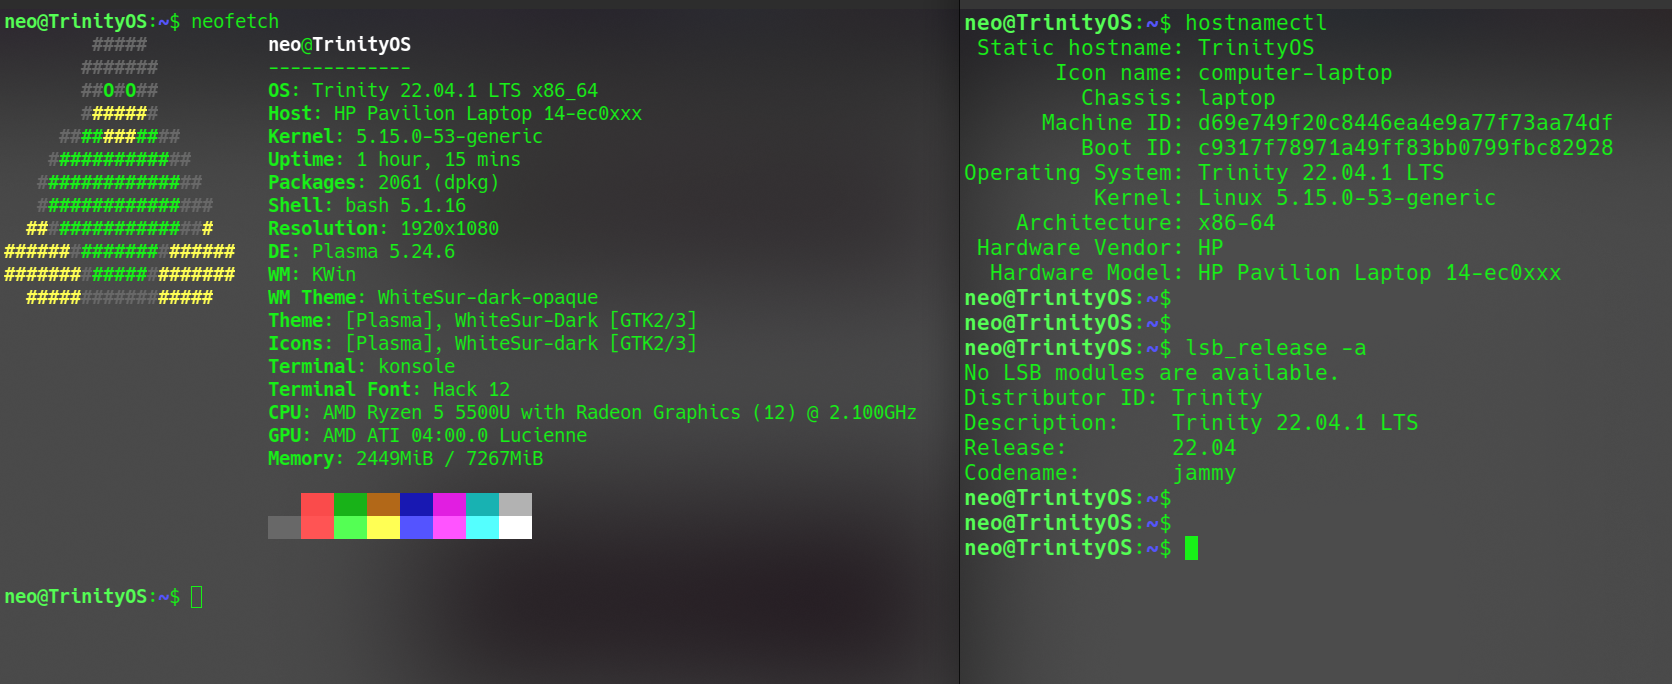 neo@TrinityOS:~$ neofetch
#####
#######
##O#O##
#######
###########
#############
###############
################
###################
#####################
#####################
#################
neo@TrinityOS
-------------
OS: Trinity 22.04.1 LTS x86_64
Host: HP Pavilion Laptop 14-ec0xxx
Kernel: 5.15.0-53-generic
Uptime: 1 hour, 15 mins
Packages: 2061 (dpkg)
Shell: bash 5.1.16
Resolution: 1920x1080
DE: Plasma 5.24.6
WM: KWin
WM Theme: WhiteSur-dark-opaque
Theme: [Plasma], WhiteSur-Dark [GTK2/3]
Icons: [Plasma], WhiteSur-dark [GTK2/3]
Terminal: konsole
Terminal Font: Hack 12
CPU: AMD Ryzen 5 5500U with Radeon Graphics (12) @ 2.100GHz
GPU: AMD ATI 04:00.0 Lucienne
Memory: 2449MiB / 7267MiB
neo@TrinityOS:~$
neo@TrinityOS:~$ hostnamectl
Static hostname: TrinityOS
Icon name: computer-laptop
Chassis: laptop
Machine ID: d69e749f20c8446ea4e9a77f73aa74df
Boot ID: c9317f78971a49ff83bb0799fbc82928
Operating System: Trinity 22.04.1 LTS
Kernel: Linux 5.15.0-53-generic
Architecture: x86-64
Hardware Vendor: HP
Hardware Model: HP Pavilion Laptop 14-ec0xxx
neo@TrinityOS:~$
neo@TrinityOS:~$
neo@TrinityOS:~$ lsb_release -a
No LSB modules are available.
Distributor ID: Trinity
Description: Trinity 22.04.1 LTS
Release: 22.04
Codename: jammy
neo@TrinityOS:~$
neo@TrinityOS:~$
neo@TrinityOS:~$